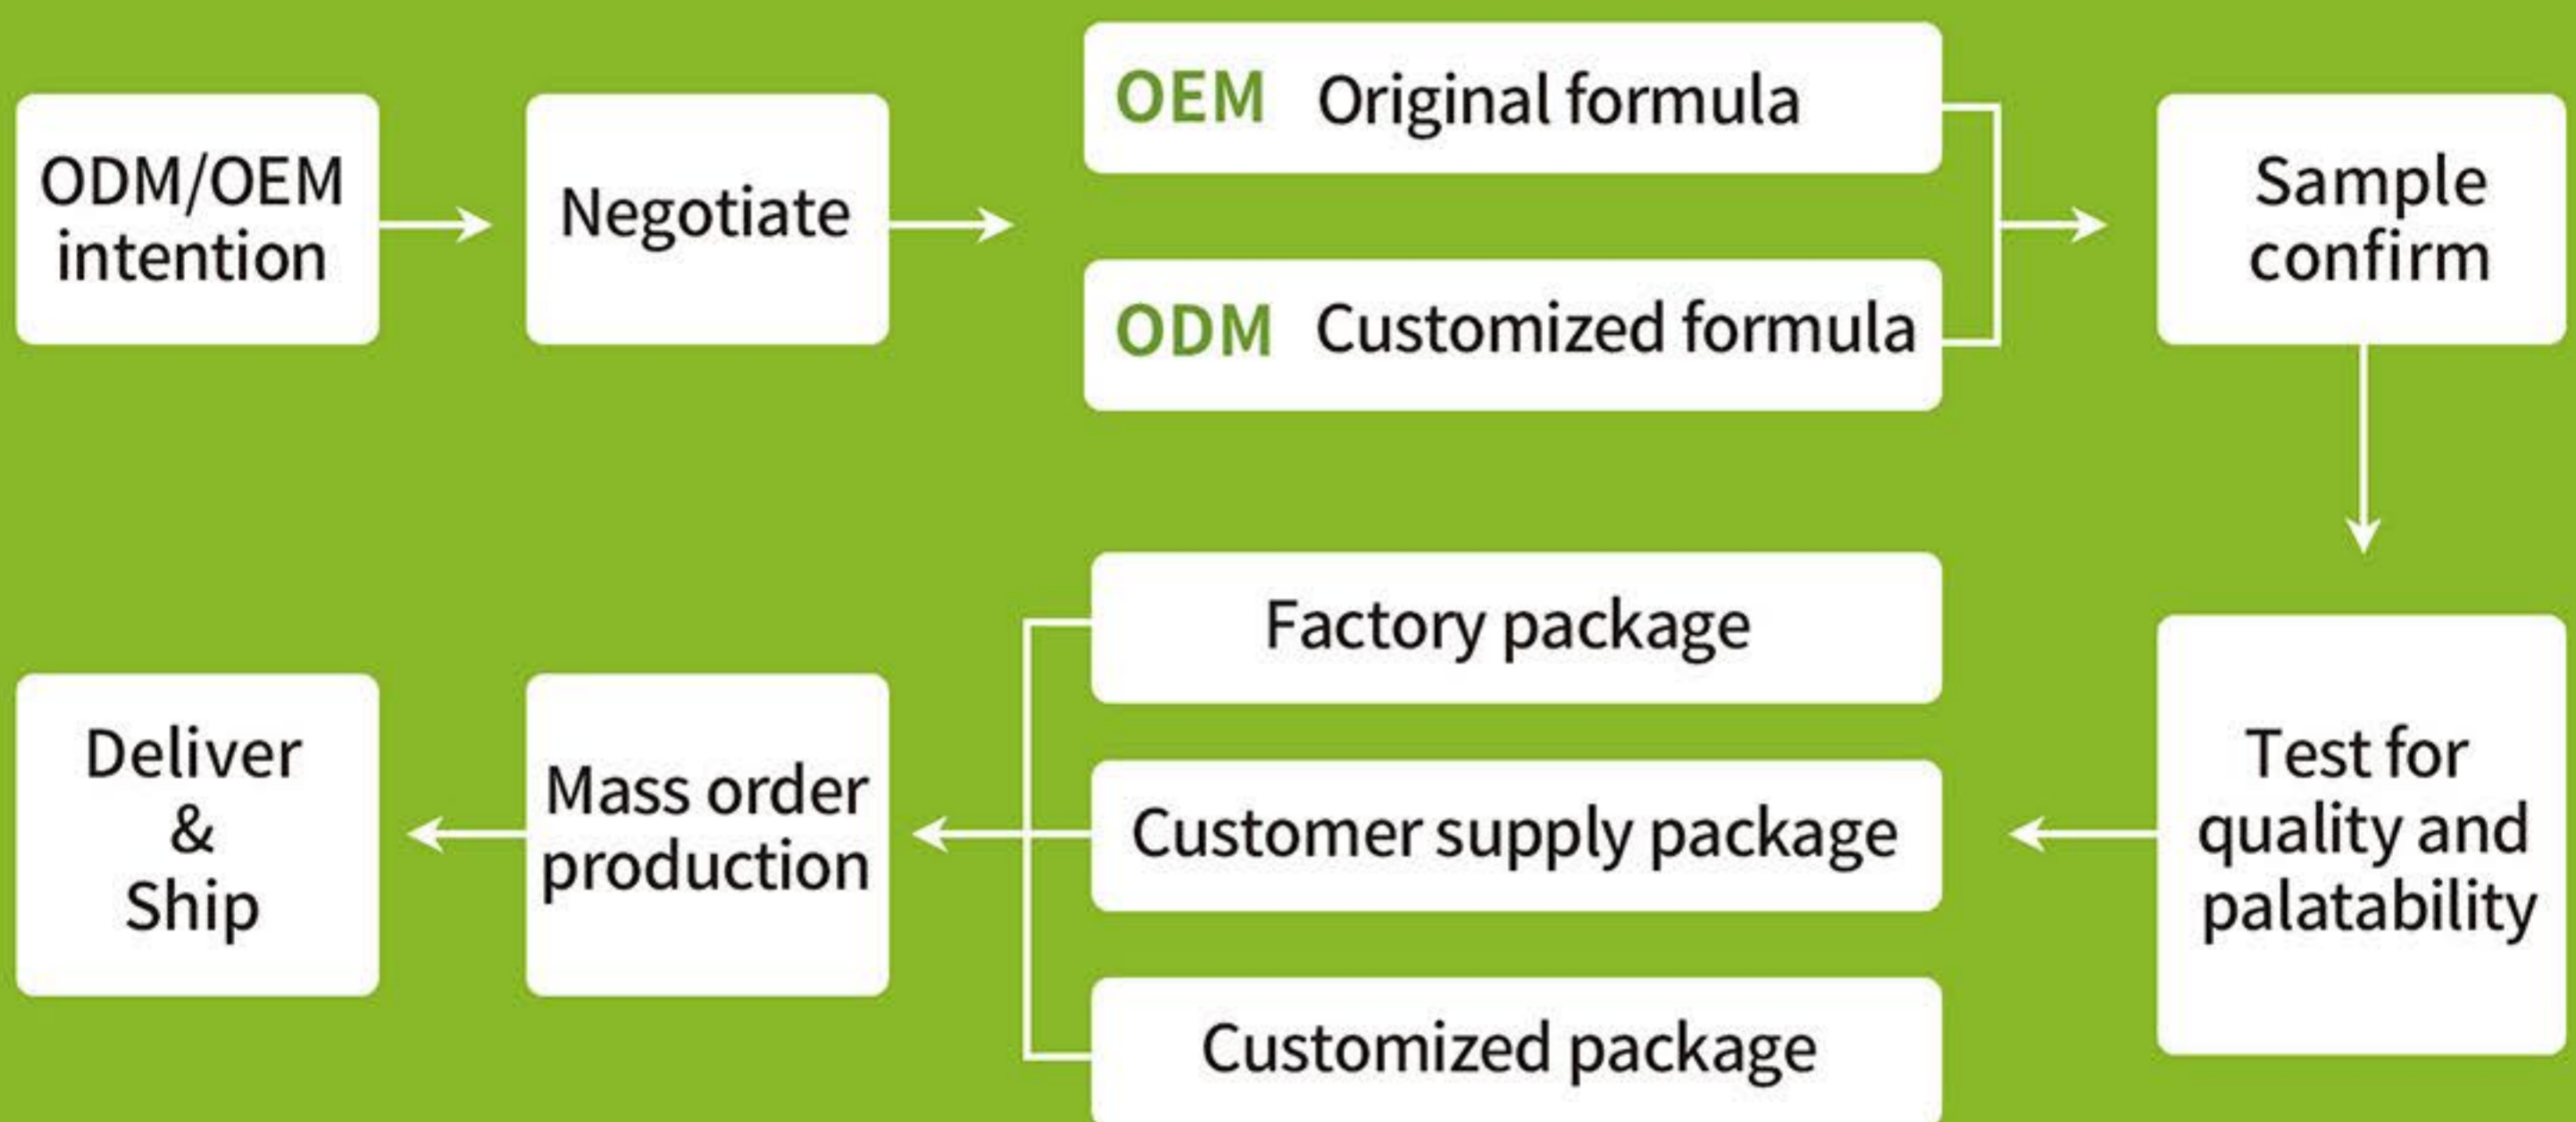 ODM/OEM
intention
Negotiate
OEM Original formula
ODM Customized formula
Sample
confirm
Test for
quality and
palatability
Factory package
Customer supply package
Customized package
Mass order
production
Deliver
&
Ship